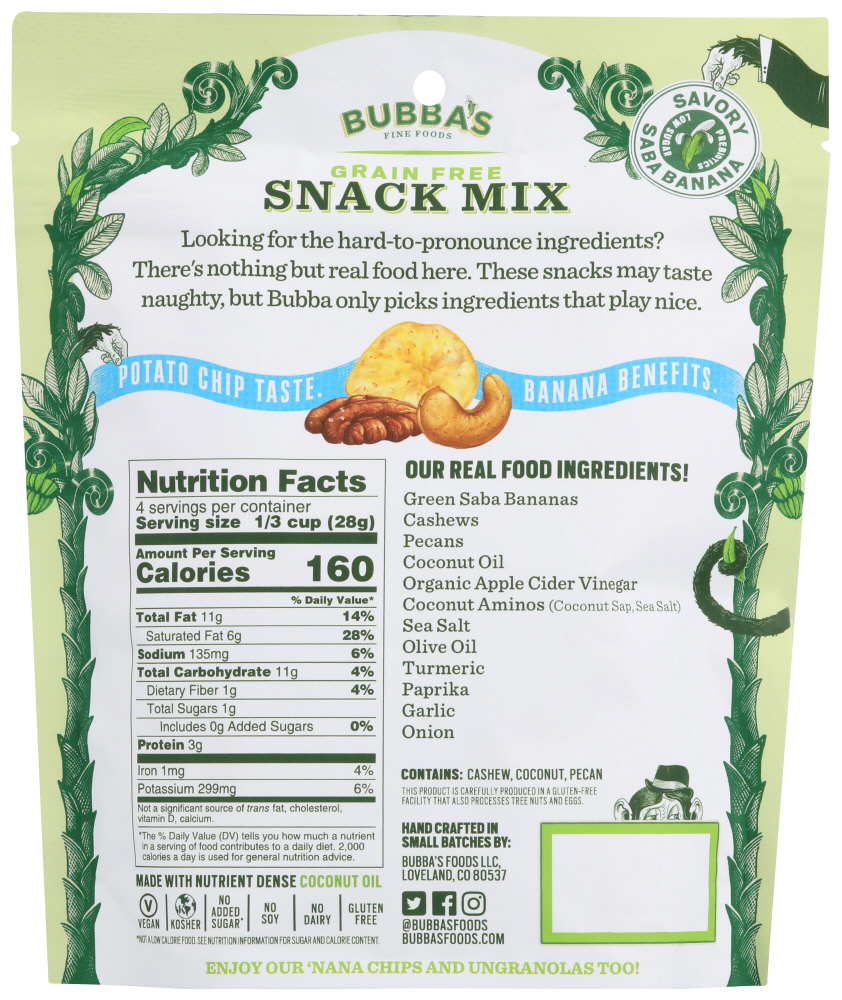 BUBBA'S
FINE FOODS
SAVORY
LOW SUGAR
PREBIOTICS
SABA BANANA
GRAIN FREE
SNACK MIX
Looking for the hard-to-pronounce ingredients?
There's nothing but real food here. These snacks may taste
naughty, but Bubba only picks ingredients that play nice.
POTATO CHIP TASTE. BANANA BENEFITS.
Nutrition Facts
4 servings per container
Serving size 1/3 cup (28g)
Amount Per Serving
Calories 160
% Daily Value*
Total Fat 11g 14%
Saturated Fat 6g 28%
Sodium 135mg 6%
Total Carbohydrate 11g 4%
Dietary Fiber 1g 4%
Total Sugars 1g
Includes 0g Added Sugars 0%
Protein 3g
Iron 1mg 4%
Potassium 299mg 6%
Not a significant source of trans fat, cholesterol,
vitamin D, calcium.
*The % Daily Value (DV) tells you how much a nutrient
in a serving of food contributes to a daily diet. 2,000
calories a day is used for general nutrition advice.
MADE WITH NUTRIENT DENSE COCONUT OIL
V
VEGAN
KOSHER
NO
ADDED
SUGAR*
NO
SOY
NO
DAIRY
GLUTEN
FREE
*NOT A LOW CALORIE FOOD. SEE NUTRITION INFORMATION FOR SUGAR AND CALORIE CONTENT.
OUR REAL FOOD INGREDIENTS!
Green Saba Bananas
Cashews
Pecans
Coconut Oil
Organic Apple Cider Vinegar
Coconut Aminos (Coconut Sap, Sea Salt)
Sea Salt
Olive Oil
Turmeric
Paprika
Garlic
Onion
CONTAINS: CASHEW, COCONUT, PECAN
THIS PRODUCT IS CAREFULLY PRODUCED IN A GLUTEN-FREE
FACILITY THAT ALSO PROCESSES TREE NUTS AND EGGS.
HAND CRAFTED IN
SMALL BATCHES BY:
BUBBA'S FOODS LLC,
LOVELAND, CO 80537
@BUBBASFOODS
BUBBASFOODS.COM
ENJOY OUR 'NANA CHIPS AND UNGRANOLAS TOO!